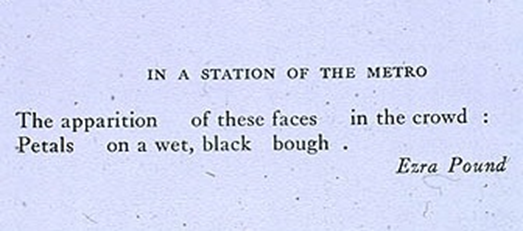 IN A STATION OF THE METRO
The apparition of these faces in the crowd :
Petals on a wet, black bough .
Ezra Pound